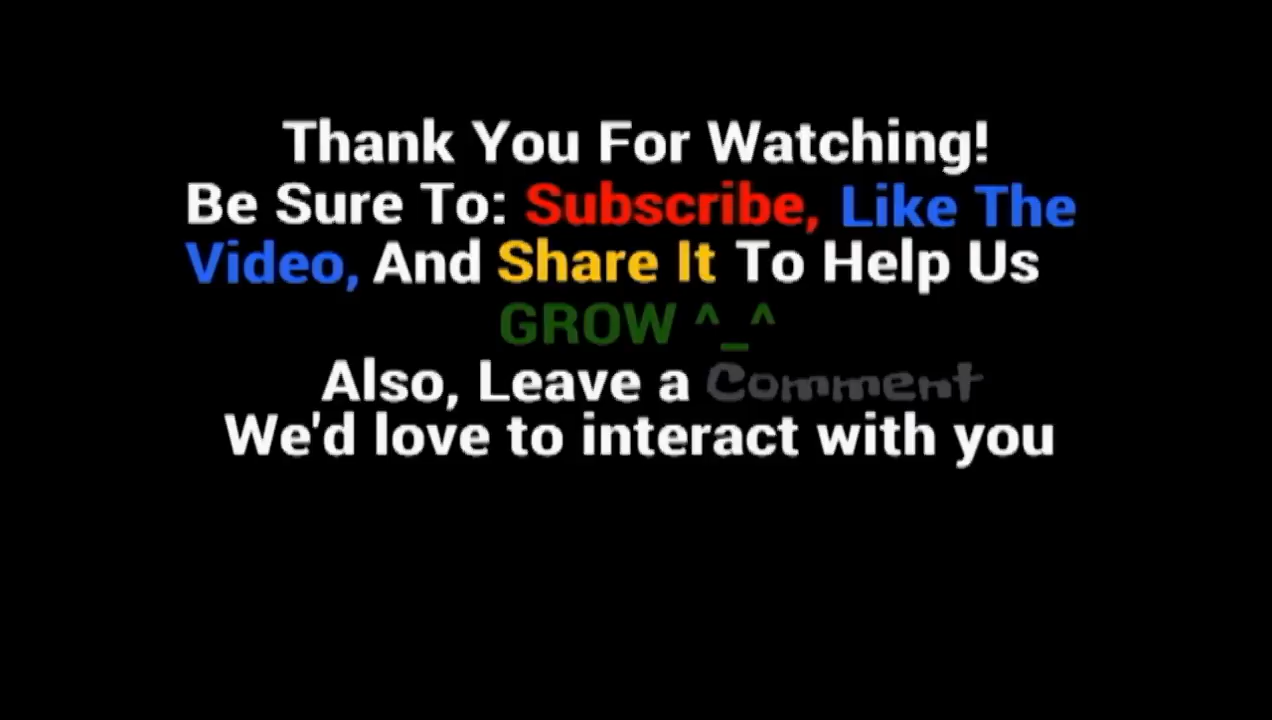 Thank You For Watching!
Be Sure To: Subscribe, Like The
Video, And Share It To Help Us
GROW ^_^
Also, Leave a Comment
We'd love to interact with you